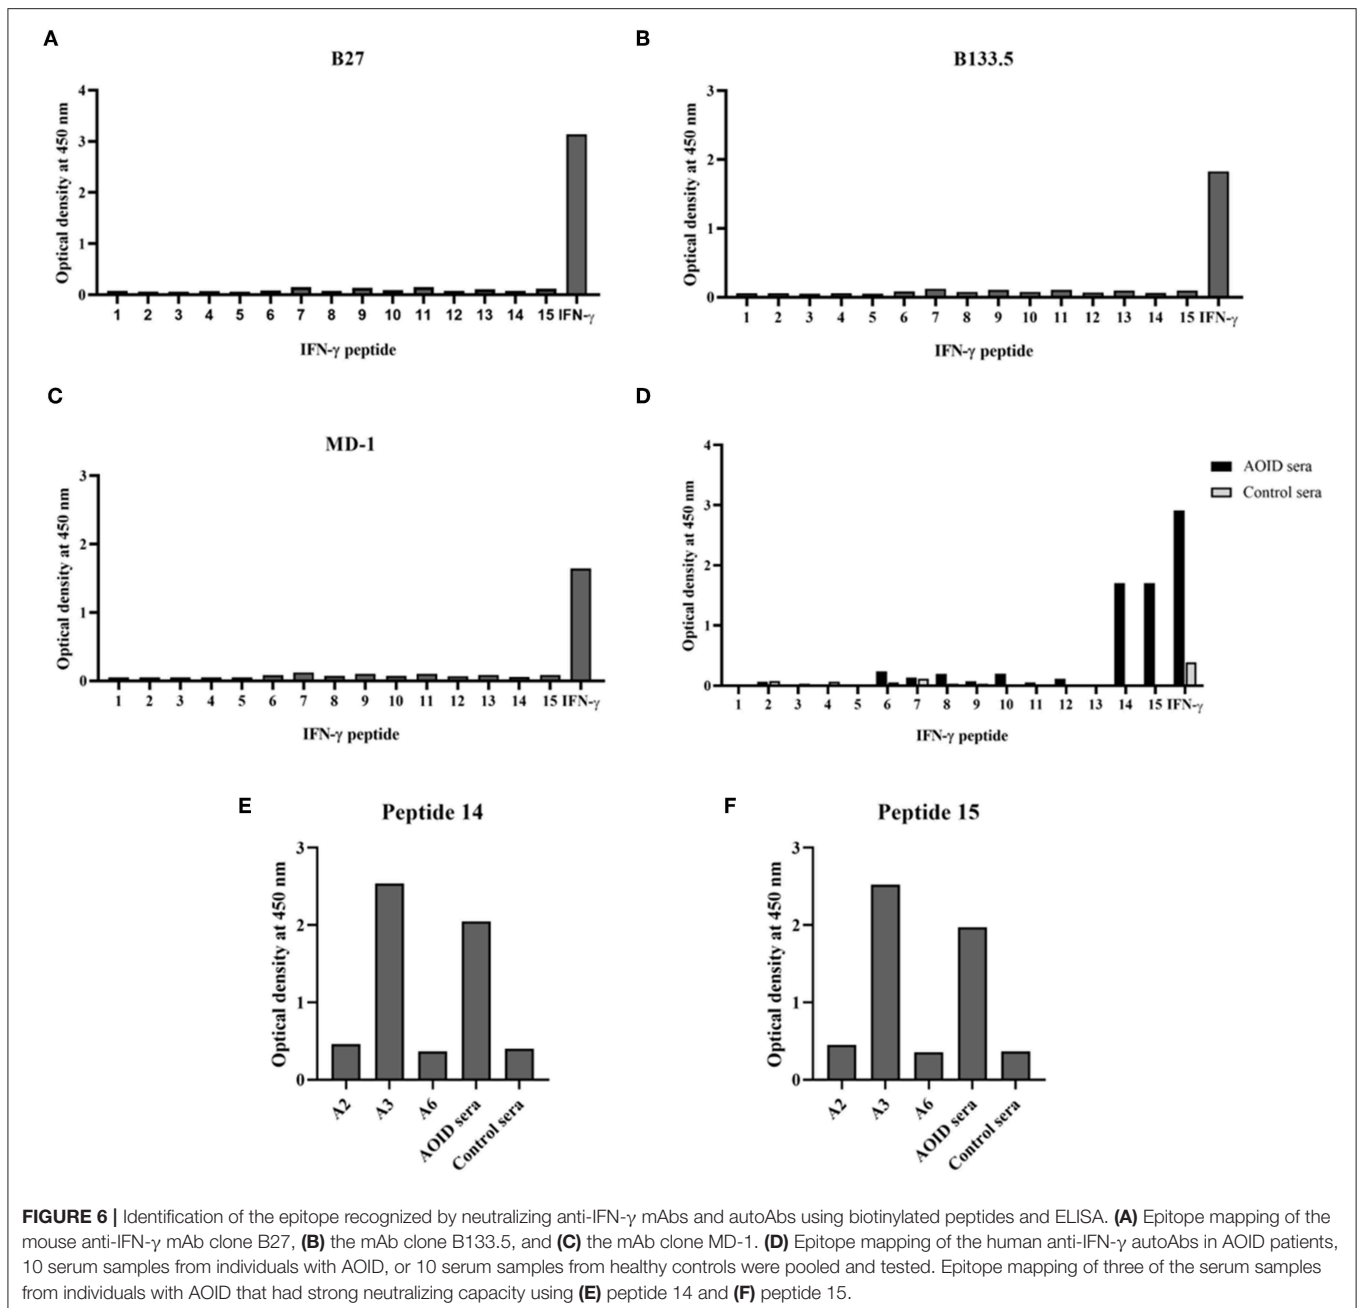 A
B27
Optical density at 450 nm
4
3
2
1
0
1 2 3 4 5 6 7 8 9 10 11 12 13 14 15 IFN-γ
IFN-γ peptide
B
B133.5
Optical density at 450 nm
3
2
1
0
1 2 3 4 5 6 7 8 9 10 11 12 13 14 15 IFN-γ
IFN-γ peptide
C
MD-1
Optical density at 450 nm
3
2
1
0
1 2 3 4 5 6 7 8 9 10 11 12 13 14 15 IFN-γ
IFN-γ peptide
D
Optical density at 450 nm
4
3
2
1
0
1 2 3 4 5 6 7 8 9 10 11 12 13 14 15 IFN-γ
IFN-γ peptide
AOID sera
Control sera
E
Peptide 14
Optical density at 450 nm
3
2
1
0
A2 A3 A6 AOID sera Control sera
F
Peptide 15
Optical density at 450 nm
3
2
1
0
A2 A3 A6 AOID sera Control sera
FIGURE 6 | Identification of the epitope recognized by neutralizing anti-IFN-γ mAbs and autoAbs using biotinylated peptides and ELISA. (A) Epitope mapping of the
mouse anti-IFN-γ mAb clone B27, (B) the mAb clone B133.5, and (C) the mAb clone MD-1. (D) Epitope mapping of the human anti-IFN-γ autoAbs in AOID patients,
10 serum samples from individuals with AOID, or 10 serum samples from healthy controls were pooled and tested. Epitope mapping of three of the serum samples
from individuals with AOID that had strong neutralizing capacity using (E) peptide 14 and (F) peptide 15.